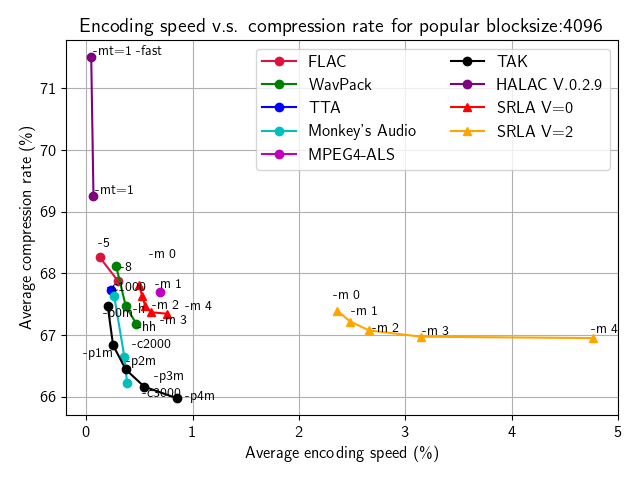 Encoding speed v.s. compression rate for popular blocksize:4096
Average compression rate (%)
71
70
69
68
67
66
FLAC
WavPack
TTA
Monkey's Audio
MPEG4-ALS
TAK
HALAC V.0.2.9
SRLA V=0
SRLA V=2
-mt=1 -fast
-mt=1
-5
-8
-m 0
-m 1
-m 2
-m 3
-m 4
-c1000
-p0m
-h
-hh
-c2000
-p1m
-p2m
-p3m
-c3000
-p4m
-m 0
-m 1
-m 2
-m 3
-m 4
0
1
2
3
4
5
Average encoding speed (%)